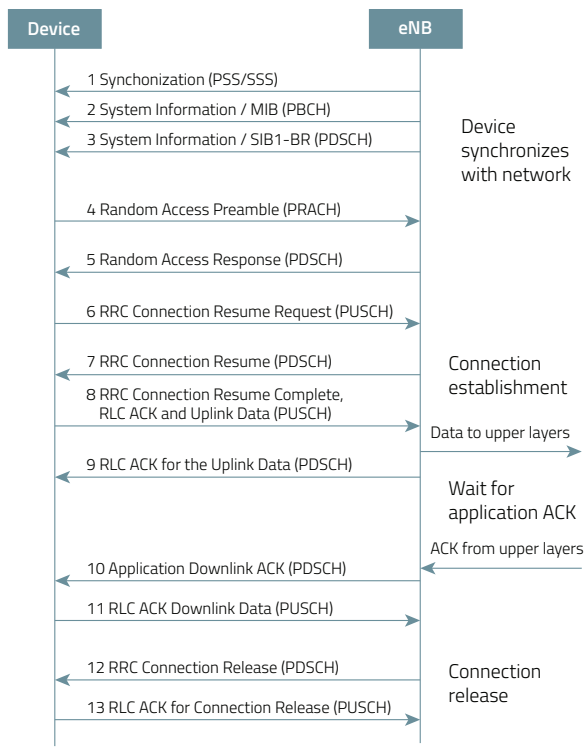 Device
eNB
1 Synchonization (PSS/SSS)
2 System Information / MIB (PBCH)
3 System Information / SIB1-BR (PDSCH)
Device
synchronizes
with network
4 Random Access Preamble (PRACH)
5 Random Access Response (PDSCH)
6 RRC Connection Resume Request (PUSCH)
7 RRC Connection Resume (PDSCH)
Connection
establishment
8 RRC Connection Resume Complete,
RLC ACK and Uplink Data (PUSCH)
Data to upper layers
9 RLC ACK for the Uplink Data (PDSCH)
Wait for
application ACK
ACK from upper layers
10 Application Downlink ACK (PDSCH)
11 RLC ACK Downlink Data (PUSCH)
12 RRC Connection Release (PDSCH)
Connection
release
13 RLC ACK for Connection Release (PUSCH)